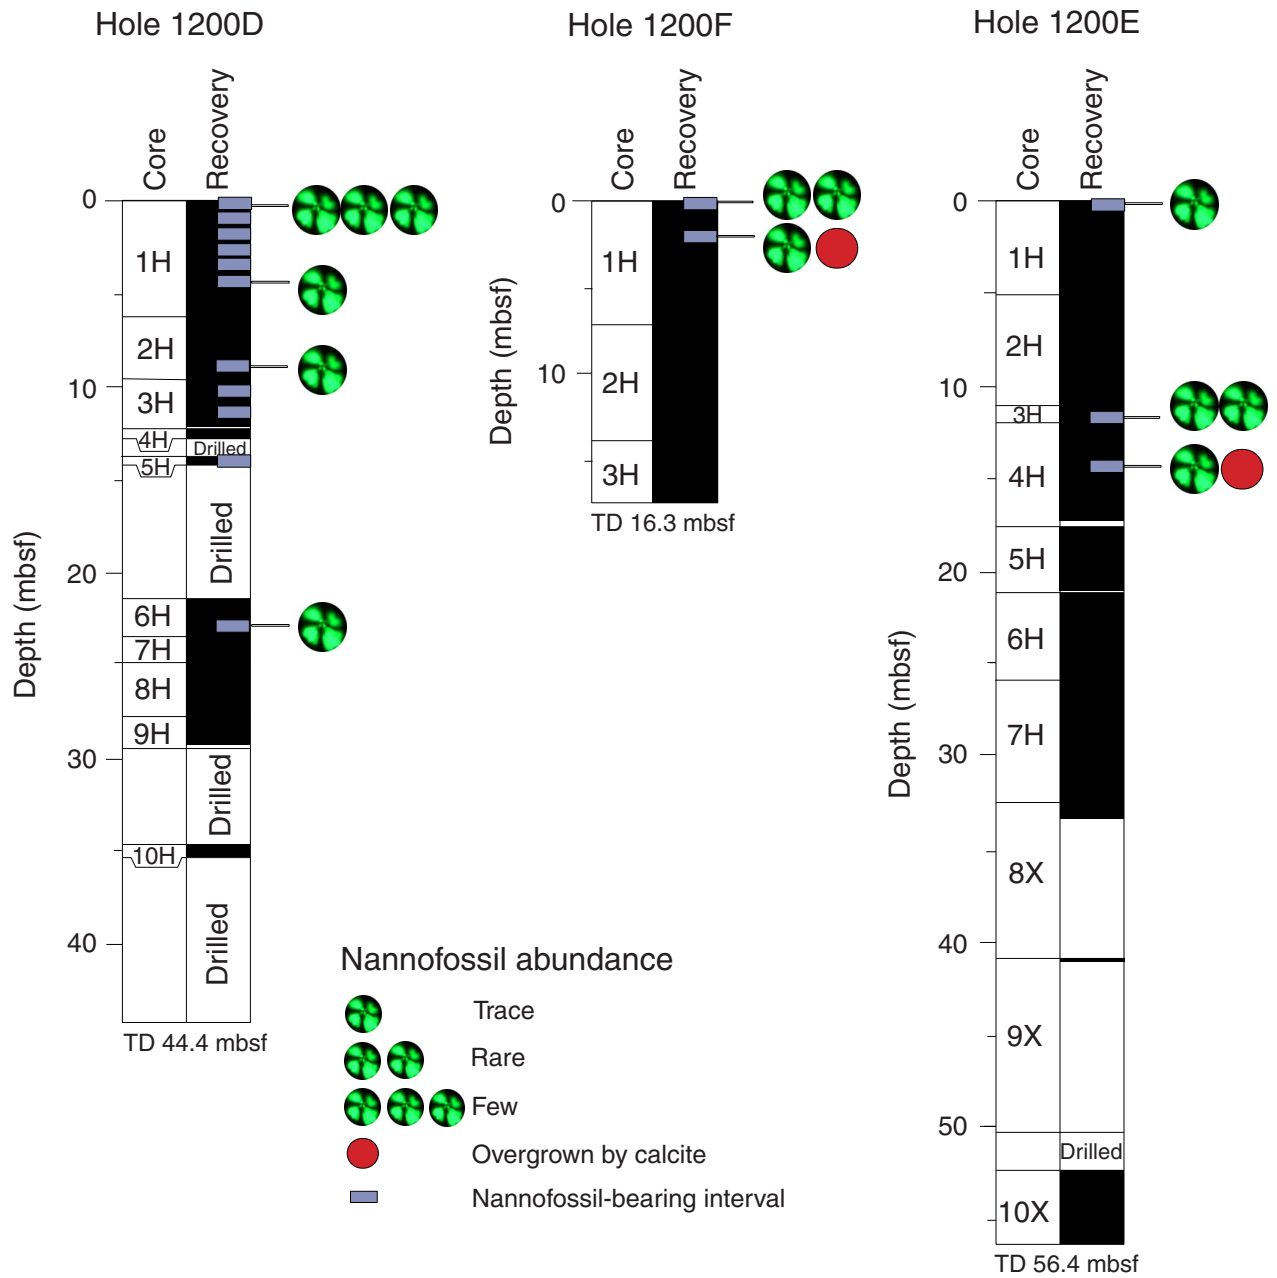 Hole 1200D
Core
Recovery
0
10
20
30
40
Depth (mbsf)
1H
2H
3H
4H
Drilled
5H
Drilled
6H
7H
8H
9H
Drilled
10H
Drilled
TD 44.4 mbsf
Hole 1200F
Core
Recovery
0
10
Depth (mbsf)
1H
2H
3H
TD 16.3 mbsf
Hole 1200E
Core
Recovery
0
10
20
30
40
50
Depth (mbsf)
1H
2H
3H
4H
5H
6H
7H
8X
9X
Drilled
10X
TD 56.4 mbsf
Nannofossil abundance
Trace
Rare
Few
Overgrown by calcite
Nannofossil-bearing interval